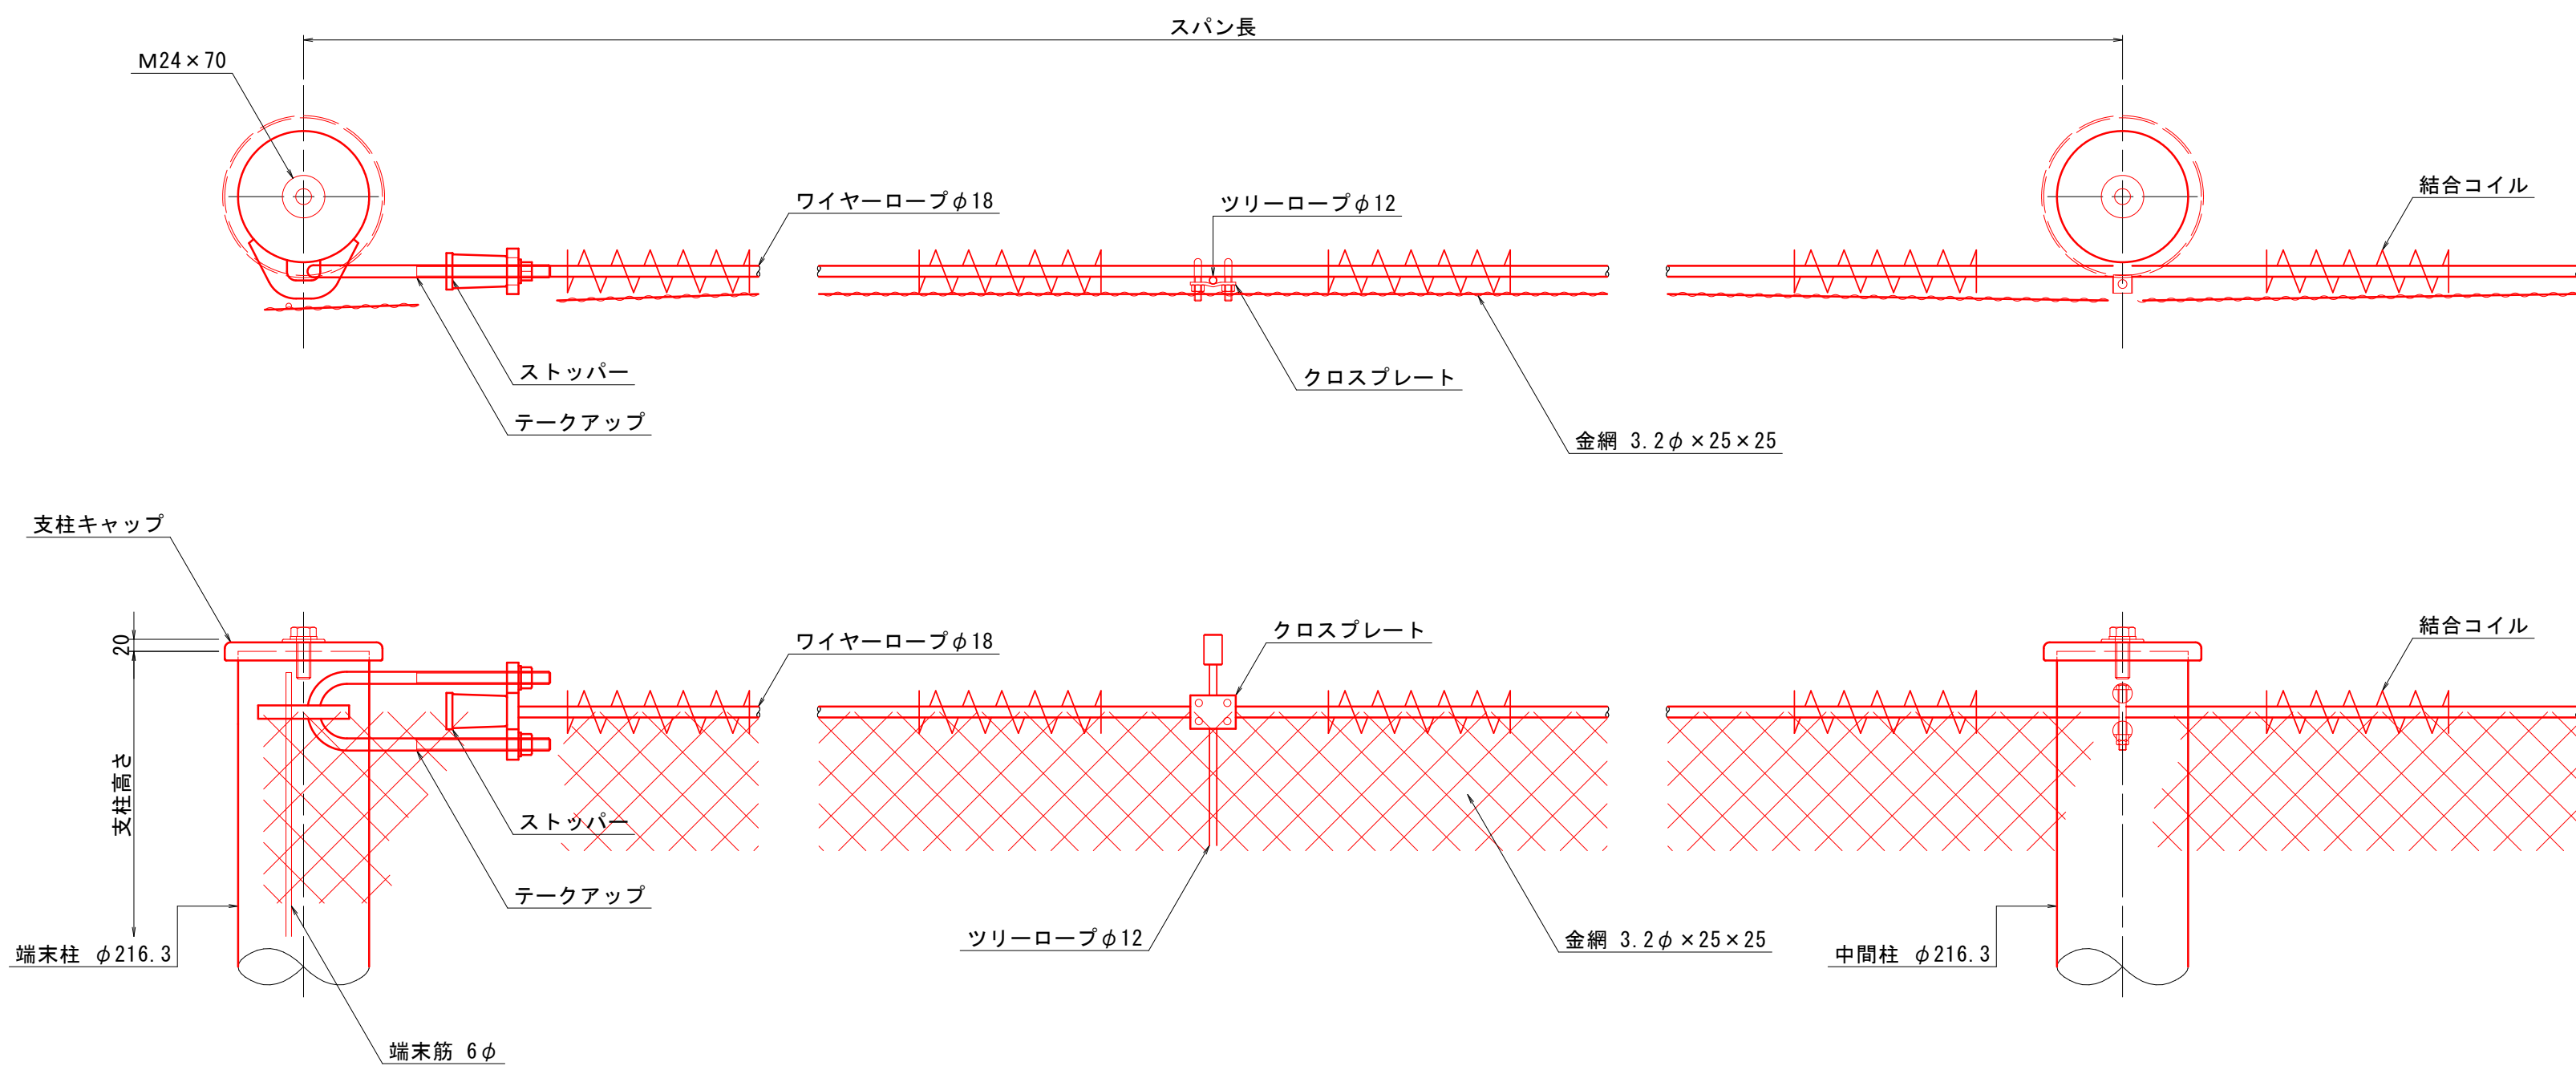 スパン長
M24×70
ワイヤーロープφ18
ツリーロープφ12
結合コイル
ストッパー
クロスプレート
テークアップ
金網 3.2φ×25×25
支柱キャップ
20
支柱高さ
ワイヤーロープφ18
クロスプレート
結合コイル
ストッパー
テークアップ
端末柱 φ216.3
ツリーロープφ12
金網 3.2φ×25×25
中間柱 φ216.3
端末筋 6φ